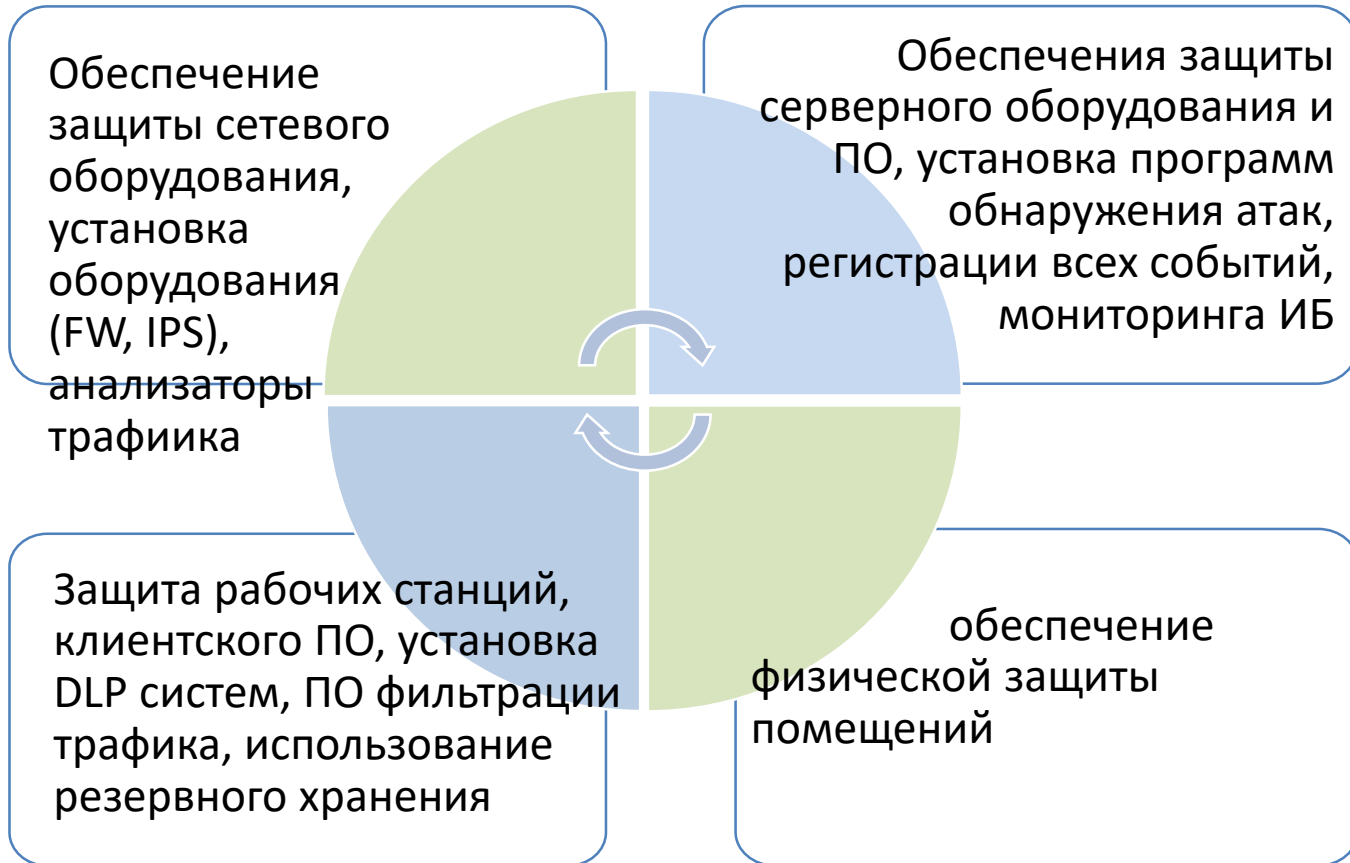 Обеспечение
защиты сетевого
оборудования,
установка
оборудования
(FW, IPS),
анализаторы
трафиика
Обеспечения защиты
серверного оборудования и
ПО, установка программ
обнаружения атак,
регистрации всех событий,
мониторинга ИБ
Защита рабочих станций,
клиентского ПО, установка
DLP систем, ПО фильтрации
трафика, использование
резервного хранения
обеспечение
физической защиты
помещений